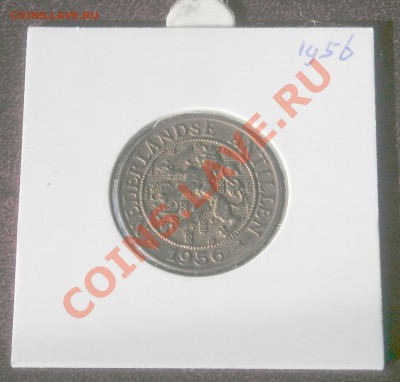 COINS.LAVE.RU
1956
NEDERLANDSE ANTILLEN
1956
COINS.LAVE.RU